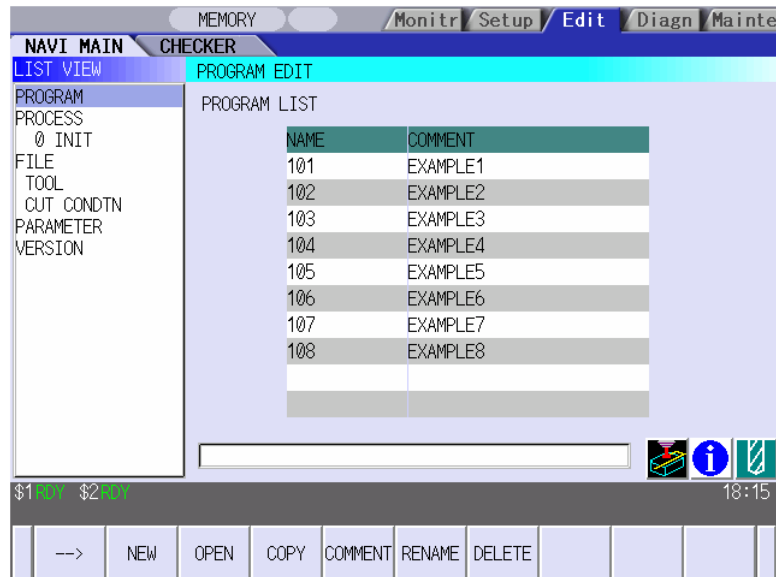 MEMORY Monitr Setup Edit Diagn Mainte
NAVI MAIN CHECKER
LIST VIEW PROGRAM EDIT
PROGRAM
PROCESS
0 INIT
FILE
TOOL
CUT CONDTN
PARAMETER
VERSION
PROGRAM LIST
NAME COMMENT
101 EXAMPLE1
102 EXAMPLE2
103 EXAMPLE3
104 EXAMPLE4
105 EXAMPLE5
106 EXAMPLE6
107 EXAMPLE7
108 EXAMPLE8
$1RDY $2RDY 18:15
--> NEW OPEN COPY COMMENT RENAME DELETE